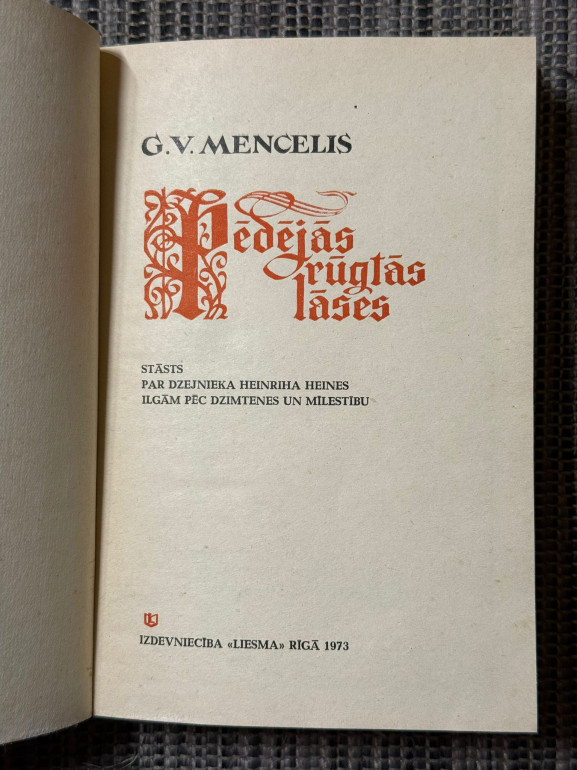 G.V. MENCELIS
Pēdējās
rūgtās
lāses
STĀSTS
PAR DZEJNIEKA HEINRIHA HEINES
ILGĀM PĒC DZIMTENES UN MĪLESTĪBU
IZDEVNIECĪBA «LIESMA» RĪGĀ 1973